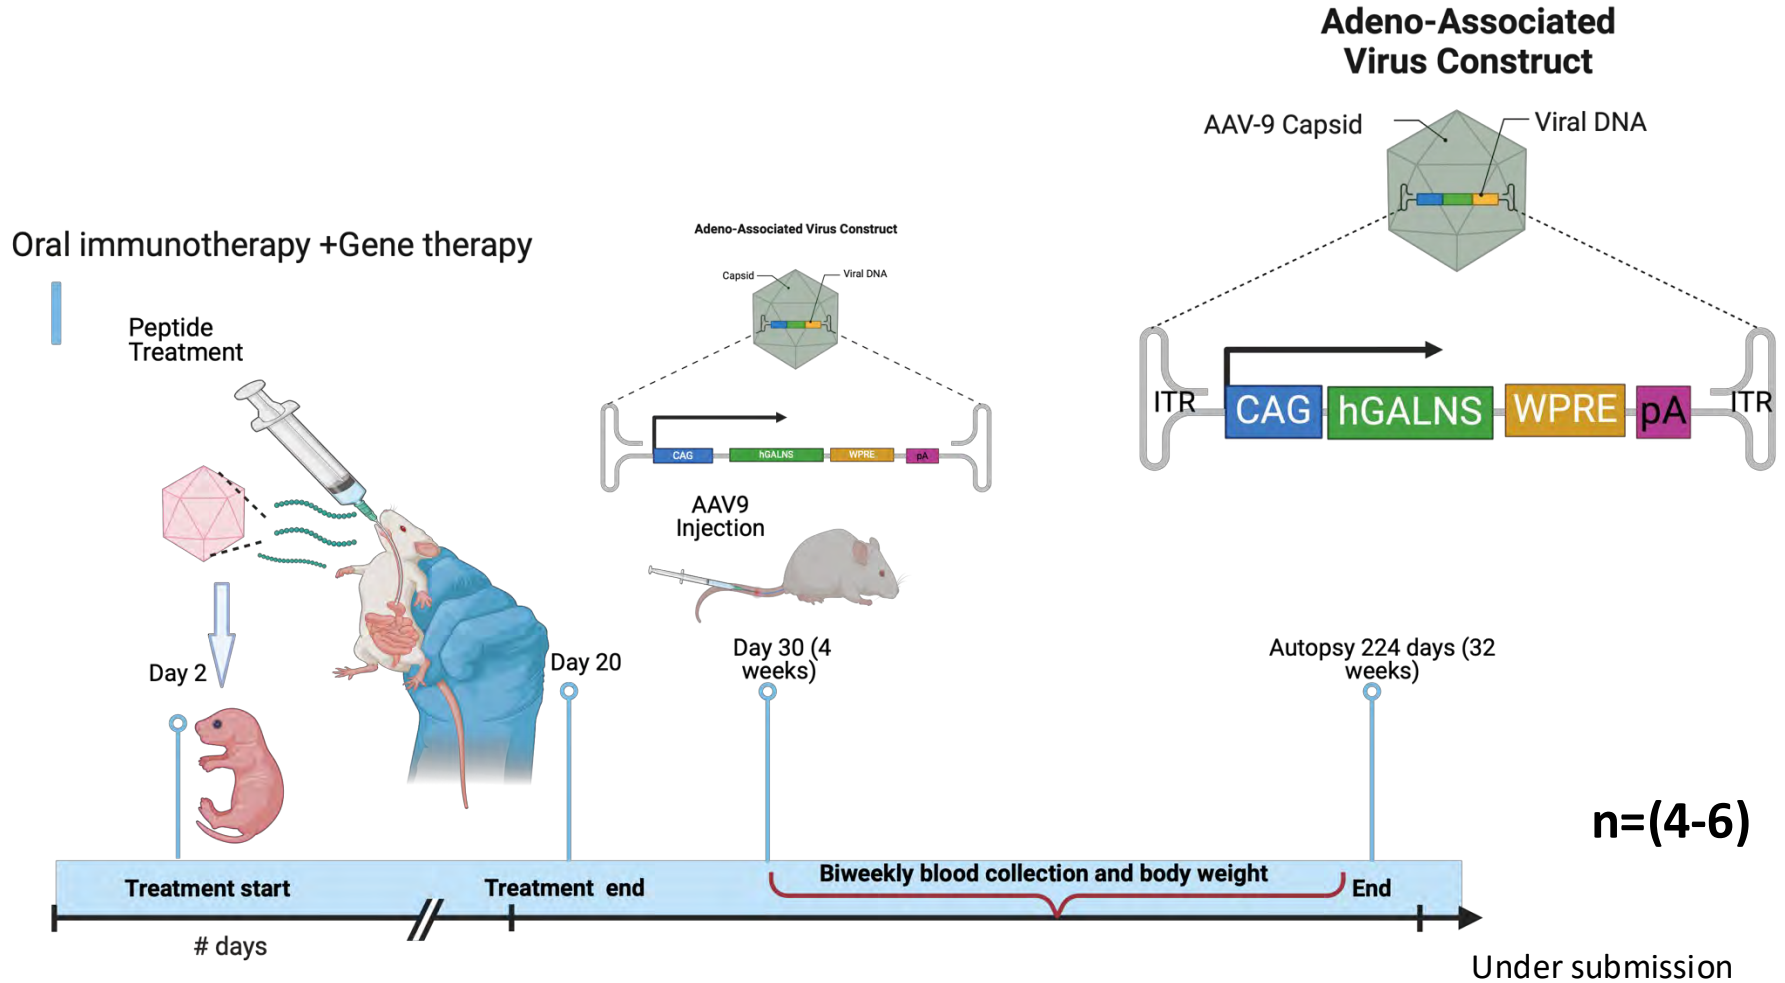 Adeno-Associated
Virus Construct
AAV-9 Capsid
Viral DNA
ITR
CAG
hGALNS
WPRE
pA
ITR
Oral immunotherapy +Gene therapy
Peptide
Treatment
Adeno-Associated Virus Construct
Capsid
Viral DNA
CAG
hGALNS
WPRE
pA
AAV9
Injection
Day 2
Day 20
Day 30 (4
weeks)
Autopsy 224 days (32
weeks)
n=(4-6)
Treatment start
Treatment end
Biweekly blood collection and body weight
End
# days
Under submission